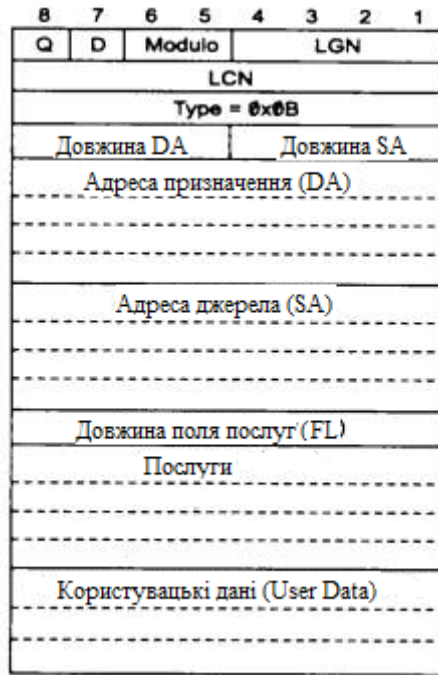 8 7 6 5 4 3 2 1
Q D Modulo LGN
LCN
Type = 0x0B
Довжина DA Довжина SA
Адреса призначення (DA)
Адреса джерела (SA)
Довжина поля послуг (FL)
Послуги
Користувацькі дані (User Data)